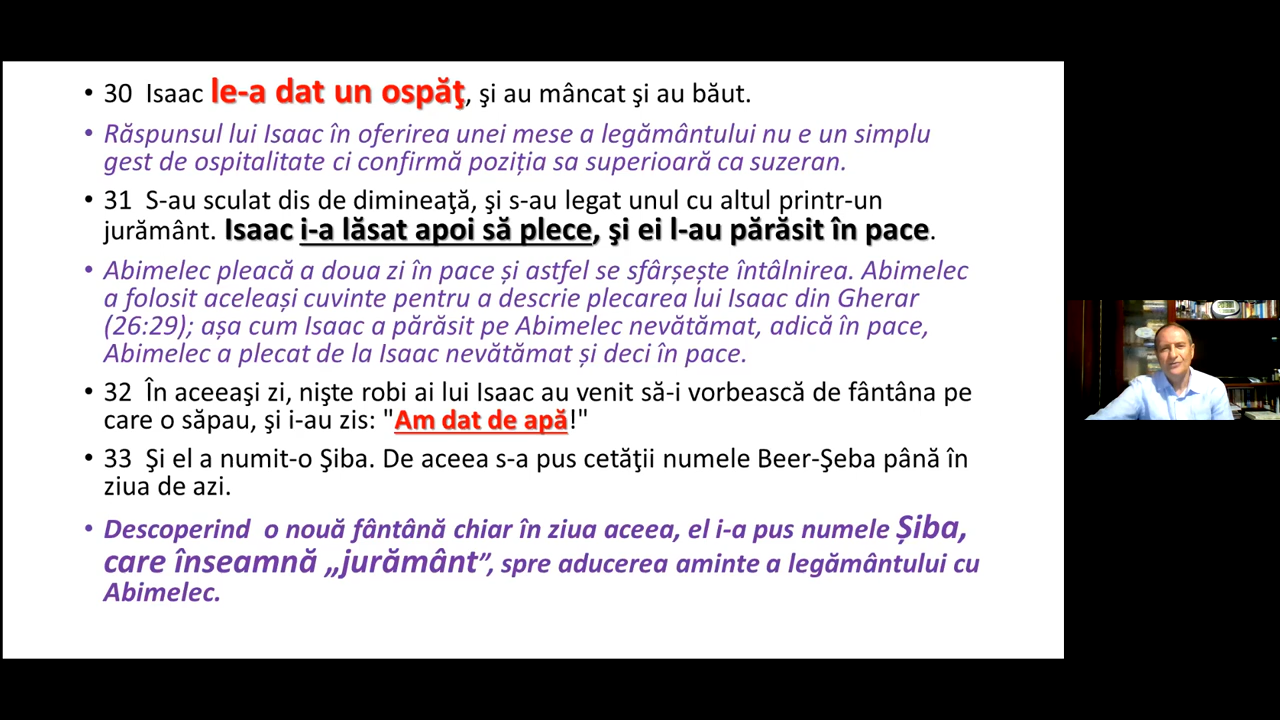 • 30 Isaac le-a dat un ospăţ, şi au mâncat şi au băut.
• Răspunsul lui Isaac în oferirea unei mese a legământului nu e un simplu
gest de ospitalitate ci confirmă poziția sa superioară ca suzeran.
• 31 S-au sculat dis de dimineaţă, şi s-au legat unul cu altul printr-un
jurământ. Isaac i-a lăsat apoi să plece, şi ei l-au părăsit în pace.
• Abimelec pleacă a doua zi în pace și astfel se sfârșește întâlnirea. Abimelec
a folosit aceleași cuvinte pentru a descrie plecarea lui Isaac din Gherar
(26:29); așa cum Isaac a părăsit pe Abimelec nevătămat, adică în pace,
Abimelec a plecat de la Isaac nevătămat și deci în pace.
• 32 În aceeaşi zi, nişte robi ai lui Isaac au venit să-i vorbească de fântâna pe
care o săpau, şi i-au zis: "Am dat de apă!"
• 33 Şi el a numit-o Şiba. De aceea s-a pus cetăţii numele Beer-Şeba până în
ziua de azi.
• Descoperind o nouă fântână chiar în ziua aceea, el i-a pus numele Șiba,
care înseamnă „jurământ”, spre aducerea aminte a legământului cu
Abimelec.